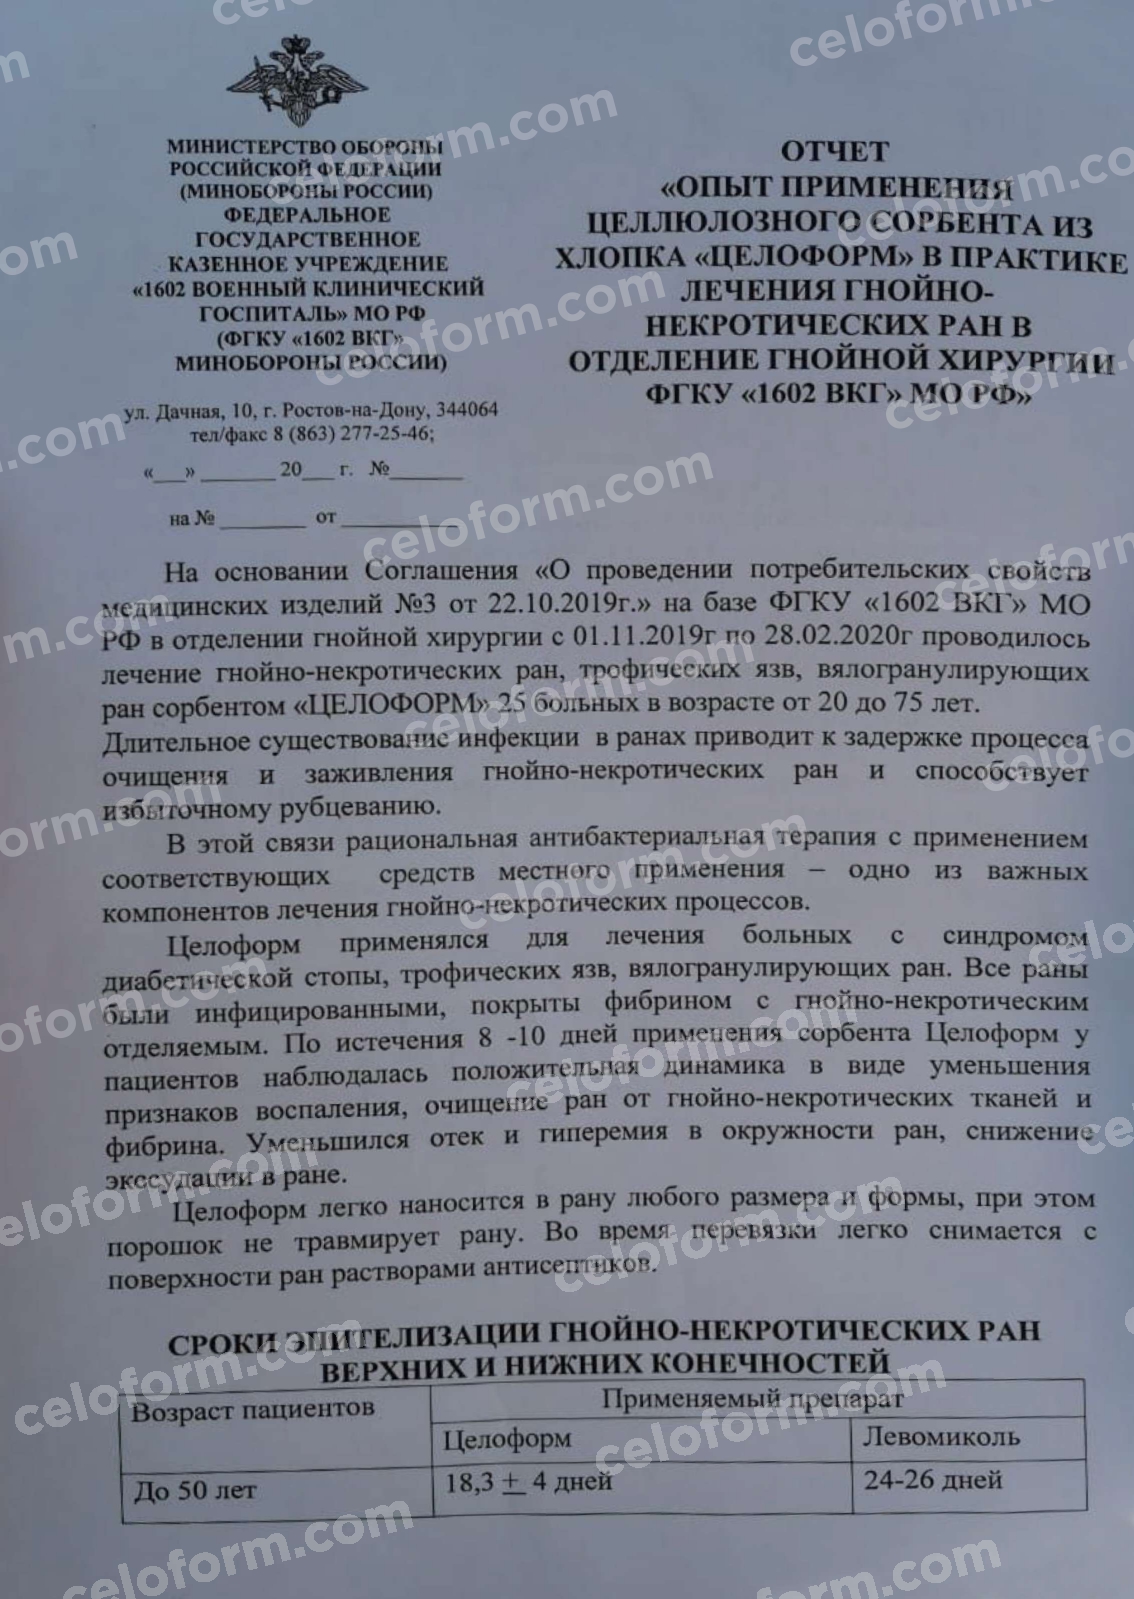 МИНИСТЕРСТВО ОБОРОНЫ
РОССИЙСКОЙ ФЕДЕРАЦИИ
(МИНОБОРОНЫ РОССИИ)
ФЕДЕРАЛЬНОЕ
ГОСУДАРСТВЕННОЕ
КАЗЕННОЕ УЧРЕЖДЕНИЕ
«1602 ВОЕННЫЙ КЛИНИЧЕСКИЙ
ГОСПИТАЛЬ» МО РФ
(ФГКУ «1602 ВКГ»
МИНОБОРОНЫ РОССИИ)
ул. Дачная, 10, г. Ростов-на-Дону, 344064
тел/факс 8 (863) 277-25-46;
«___» _______ 20___ г. №_______
на № ________ от ___________
ОТЧЕТ
«ОПЫТ ПРИМЕНЕНИЯ
ЦЕЛЛЮЛОЗНОГО СОРБЕНТА ИЗ
ХЛОПКА «ЦЕЛОФОРМ» В ПРАКТИКЕ
ЛЕЧЕНИЯ ГНОЙНО-
НЕКРОТИЧЕСКИХ РАН В
ОТДЕЛЕНИЕ ГНОЙНОЙ ХИРУРГИИ
ФГКУ «1602 ВКГ» МО РФ»
На основании Соглашения «О проведении потребительских свойств
медицинских изделий №3 от 22.10.2019г.» на базе ФГКУ «1602 ВКГ» МО
РФ в отделении гнойной хирургии с 01.11.2019г по 28.02.2020г проводилось
лечение гнойно-некротических ран, трофических язв, вялогранулирующих
ран сорбентом «ЦЕЛОФОРМ» 25 больных в возрасте от 20 до 75 лет.
Длительное существование инфекции в ранах приводит к задержке процесса
очищения и заживления гнойно-некротических ран и способствует
избыточному рубцеванию.
В этой связи рациональная антибактериальная терапия с применением
соответствующих средств местного применения – одно из важных
компонентов лечения гнойно-некротических процессов.
Целоформ применялся для лечения больных с синдромом
диабетической стопы, трофических язв, вялогранулирующих ран. Все раны
были инфицированными, покрыты фибрином с гнойно-некротическим
отделяемым. По истечения 8 -10 дней применения сорбента Целоформ у
пациентов наблюдалась положительная динамика в виде уменьшения
признаков воспаления, очищение ран от гнойно-некротических тканей и
фибрина. Уменьшился отек и гиперемия в окружности ран, снижение
экссудации в ране.
Целоформ легко наносится в рану любого размера и формы, при этом
порошок не травмирует рану. Во время перевязки легко снимается с
поверхности ран растворами антисептиков.
СРОКИ ЭПИТЕЛИЗАЦИИ ГНОЙНО-НЕКРОТИЧЕСКИХ РАН
ВЕРХНИХ И НИЖНИХ КОНЕЧНОСТЕЙ
Возраст пациентов Применяемый препарат
Целоформ Левомиколь
До 50 лет 18,3 ± 4 дней 24-26 дней
celoform.com